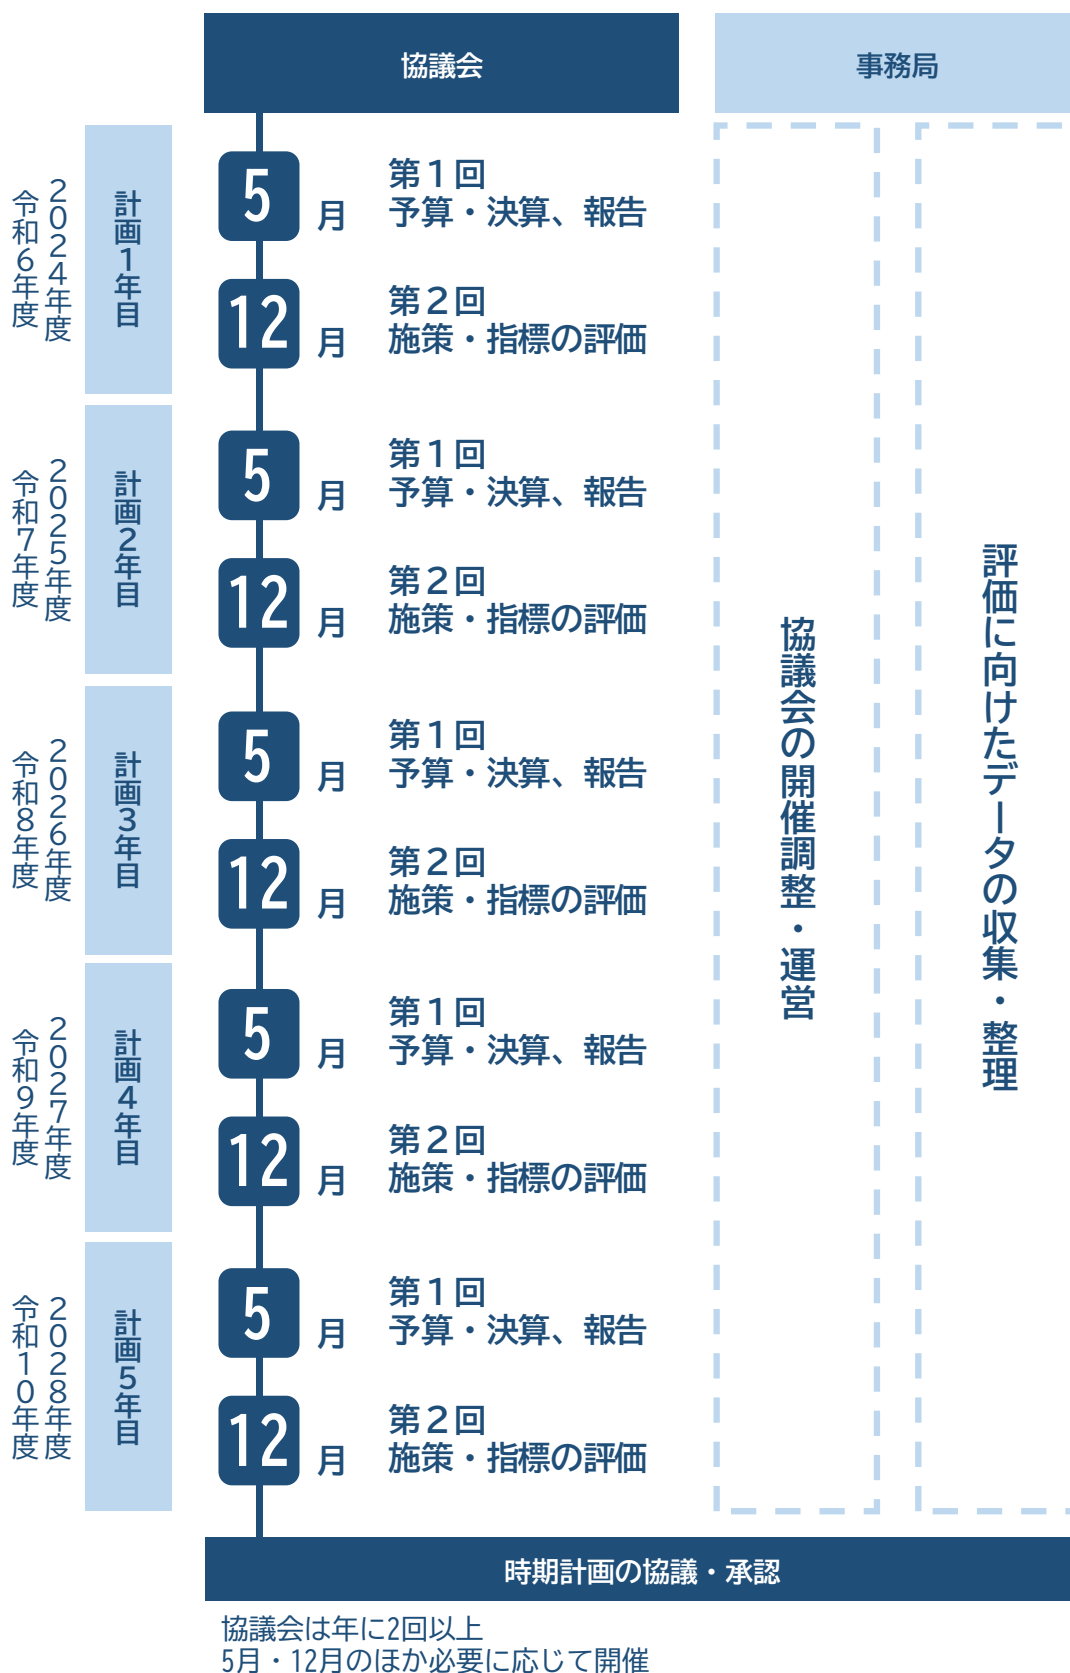 協議会
事務局
2024年度
令和6年度
計画1年目
5月
第1回
予算・決算、報告
12月
第2回
施策・指標の評価
2025年度
令和7年度
計画2年目
5月
第1回
予算・決算、報告
12月
第2回
施策・指標の評価
2026年度
令和8年度
計画3年目
5月
第1回
予算・決算、報告
12月
第2回
施策・指標の評価
2027年度
令和9年度
計画4年目
5月
第1回
予算・決算、報告
12月
第2回
施策・指標の評価
2028年度
令和10年度
計画5年目
5月
第1回
予算・決算、報告
12月
第2回
施策・指標の評価
協議会の開催調整・運営
評価に向けたデータの収集・整理
時期計画の協議・承認
協議会は年に2回以上
5月・12月のほか必要に応じて開催